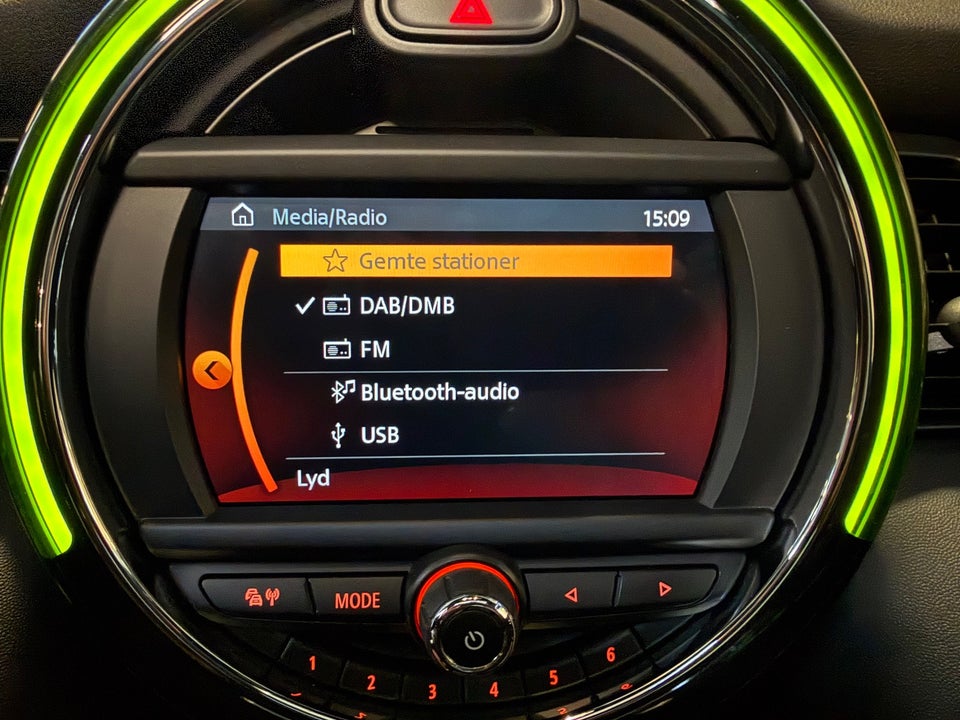 Media/Radio 15:09
Gemte stationer
DAB/DMB
FM
Bluetooth-audio
USB
Lyd
MODE
1 2 3 4 5 6